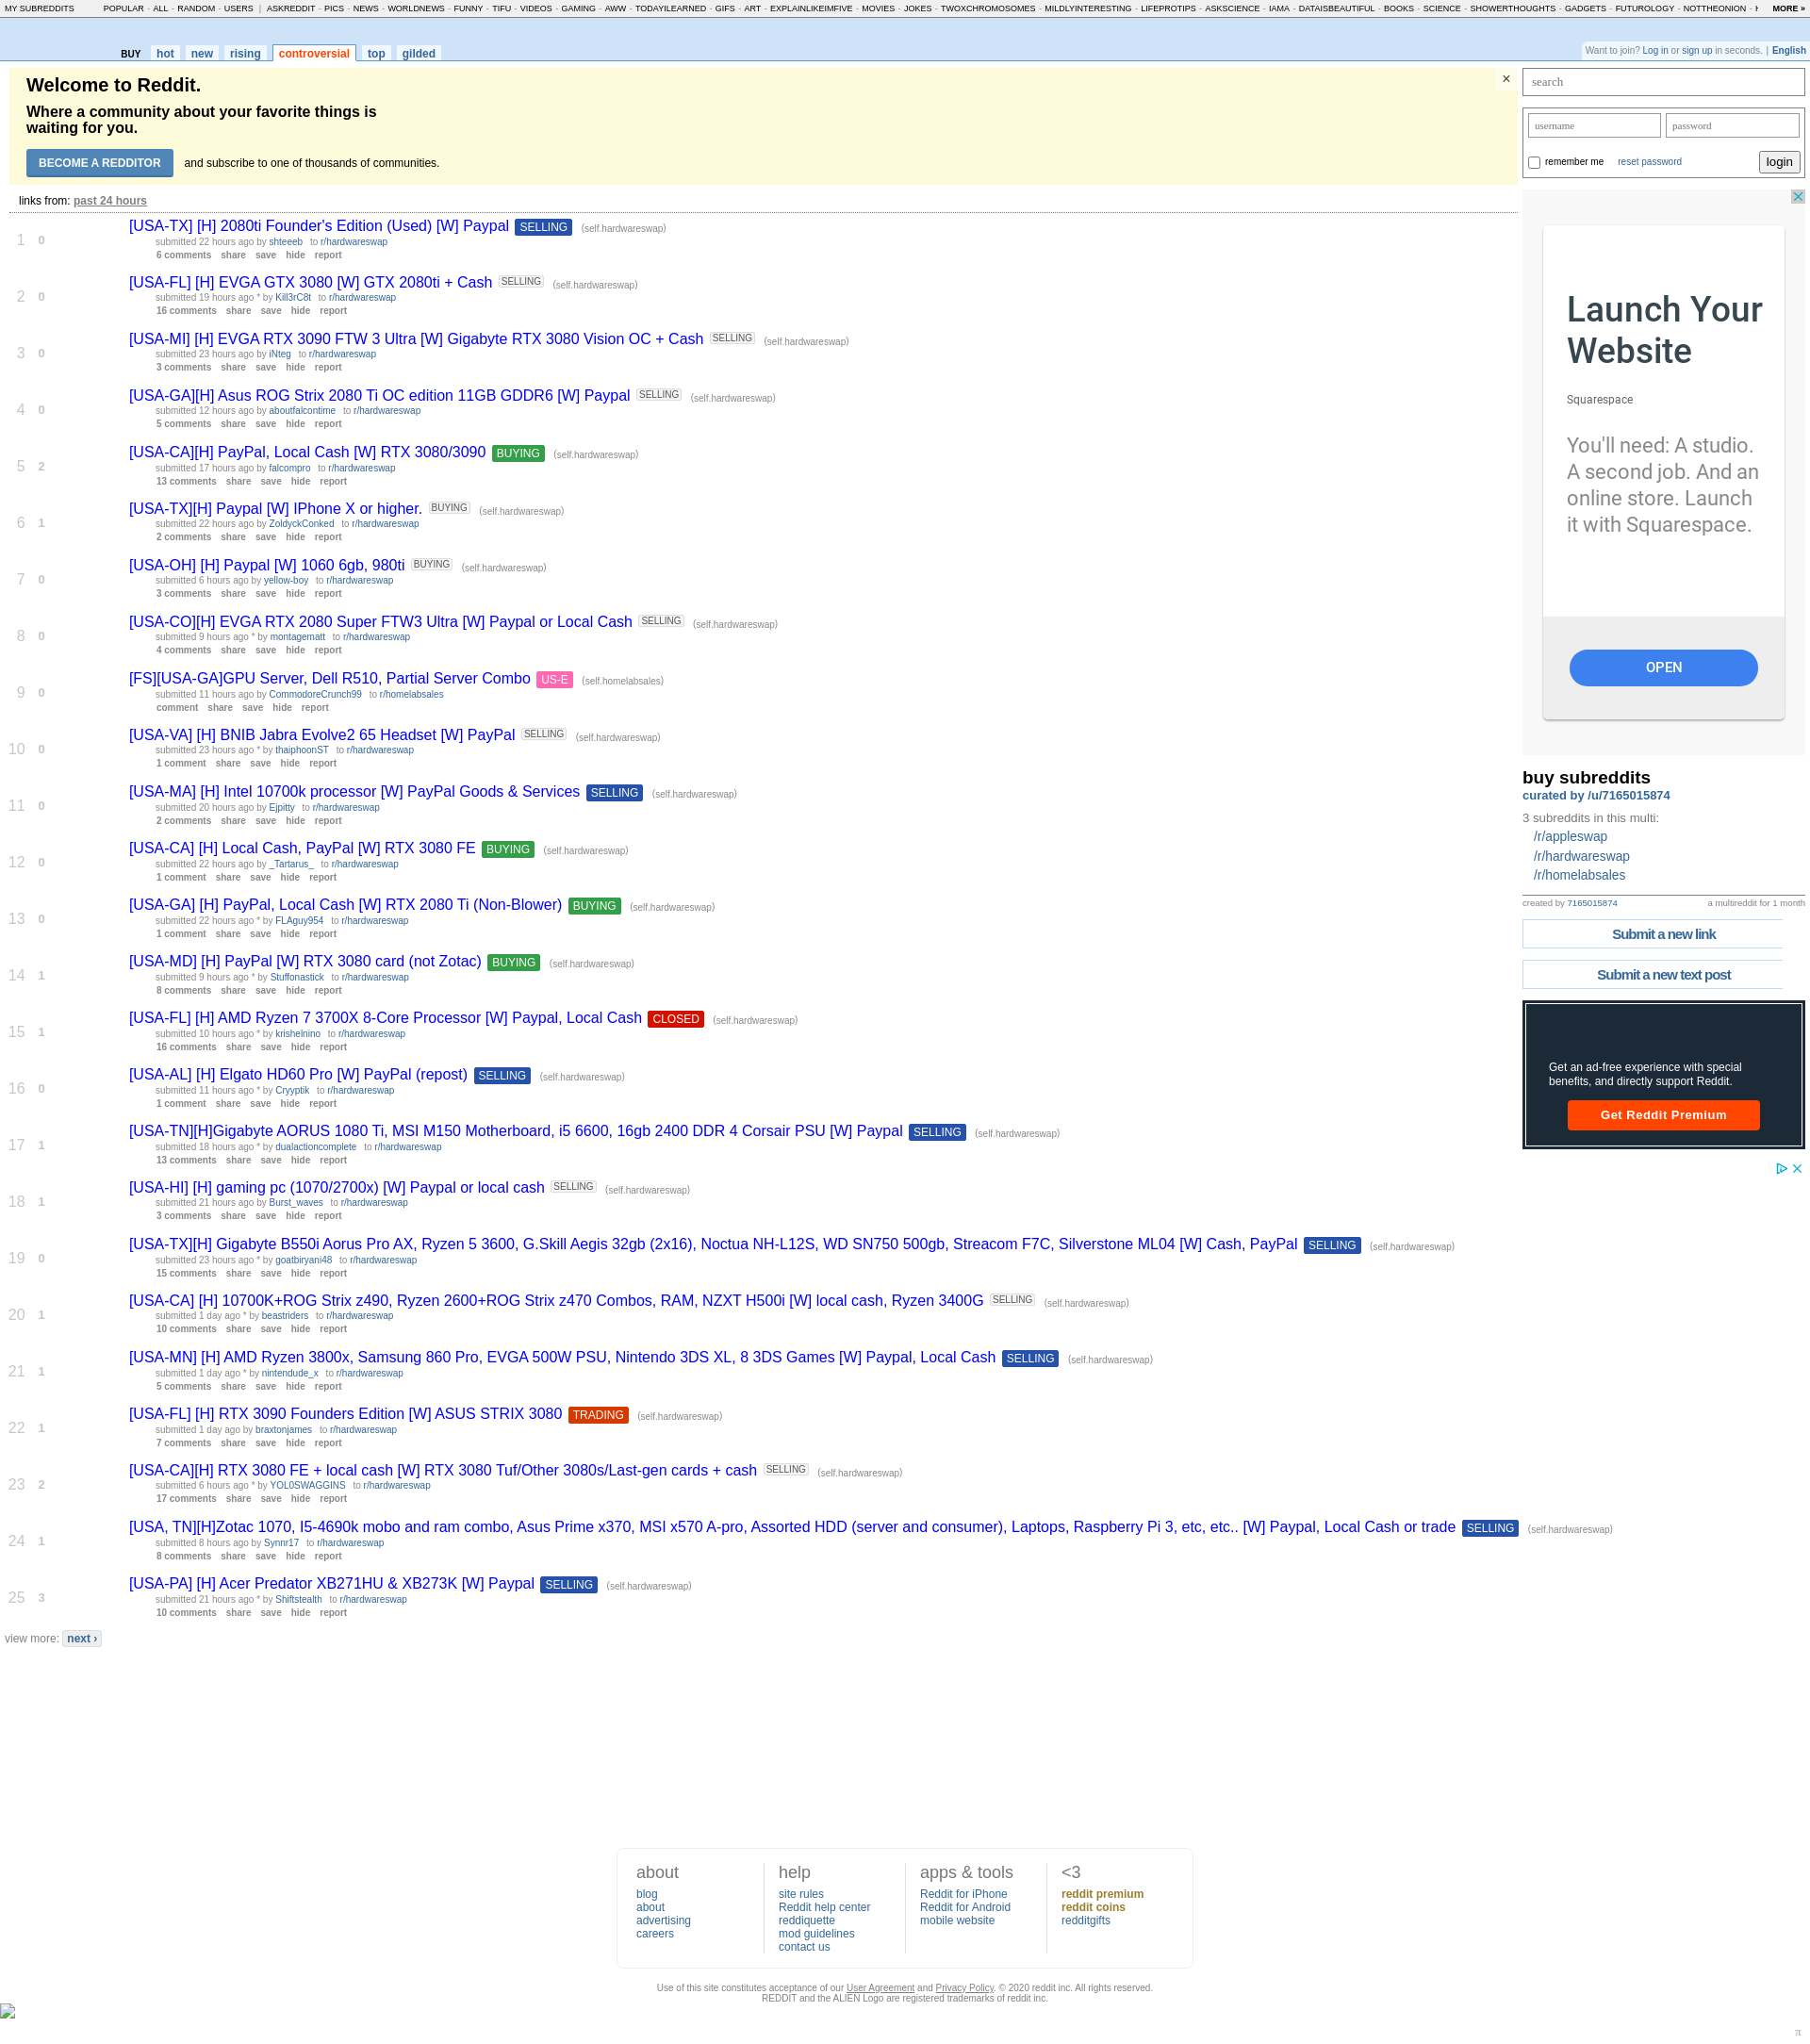 MY SUBREDDITS POPULAR - ALL - RANDOM - USERS | ASKREDDIT - PICS - NEWS - WORLDNEWS - FUNNY - TIFU - VIDEOS - GAMING - AWW - TODAYILEARNED - GIFS - ART - EXPLAINLIKEIMFIVE - MOVIES - JOKES - TWOXCHROMOSOMES - MILDLYINTERESTING - LIFEPROTIPS - ASKSCIENCE - IAMA - DATAISBEAUTIFUL - BOOKS - SCIENCE - SHOWERTHOUGHTS - GADGETS - FUTUROLOGY - NOTTHEONION - MORE »
BUY hot new rising controversial top gilded
Want to join? Log in or sign up in seconds. | English
Welcome to Reddit.
Where a community about your favorite things is
waiting for you.
BECOME A REDDITOR and subscribe to one of thousands of communities.
×
links from: past 24 hours
1 0 [USA-TX] [H] 2080ti Founder's Edition (Used) [W] Paypal SELLING (self.hardwareswap)
submitted 22 hours ago by shteeeb to r/hardwareswap
6 comments share save hide report
2 0 [USA-FL] [H] EVGA GTX 3080 [W] GTX 2080ti + Cash SELLING (self.hardwareswap)
submitted 19 hours ago * by Kill3rC8t to r/hardwareswap
16 comments share save hide report
3 0 [USA-MI] [H] EVGA RTX 3090 FTW 3 Ultra [W] Gigabyte RTX 3080 Vision OC + Cash SELLING (self.hardwareswap)
submitted 23 hours ago by iNteg to r/hardwareswap
3 comments share save hide report
4 0 [USA-GA][H] Asus ROG Strix 2080 Ti OC edition 11GB GDDR6 [W] Paypal SELLING (self.hardwareswap)
submitted 12 hours ago by aboutfalcontime to r/hardwareswap
5 comments share save hide report
5 2 [USA-CA][H] PayPal, Local Cash [W] RTX 3080/3090 BUYING (self.hardwareswap)
submitted 17 hours ago by falcompro to r/hardwareswap
13 comments share save hide report
6 1 [USA-TX][H] Paypal [W] IPhone X or higher. BUYING (self.hardwareswap)
submitted 22 hours ago by ZoldyckConked to r/hardwareswap
2 comments share save hide report
7 0 [USA-OH] [H] Paypal [W] 1060 6gb, 980ti BUYING (self.hardwareswap)
submitted 6 hours ago by yellow-boy to r/hardwareswap
3 comments share save hide report
8 0 [USA-CO][H] EVGA RTX 2080 Super FTW3 Ultra [W] Paypal or Local Cash SELLING (self.hardwareswap)
submitted 9 hours ago * by montagematt to r/hardwareswap
4 comments share save hide report
9 0 [FS][USA-GA]GPU Server, Dell R510, Partial Server Combo US-E (self.homelabsales)
submitted 11 hours ago by CommodoreCrunch99 to r/homelabsales
comment share save hide report
10 0 [USA-VA] [H] BNIB Jabra Evolve2 65 Headset [W] PayPal SELLING (self.hardwareswap)
submitted 23 hours ago * by thaiphoonST to r/hardwareswap
1 comment share save hide report
11 0 [USA-MA] [H] Intel 10700k processor [W] PayPal Goods & Services SELLING (self.hardwareswap)
submitted 20 hours ago by Ejpitty to r/hardwareswap
2 comments share save hide report
12 0 [USA-CA] [H] Local Cash, PayPal [W] RTX 3080 FE BUYING (self.hardwareswap)
submitted 22 hours ago by _Tartarus_ to r/hardwareswap
1 comment share save hide report
13 0 [USA-GA] [H] PayPal, Local Cash [W] RTX 2080 Ti (Non-Blower) BUYING (self.hardwareswap)
submitted 22 hours ago * by FLAguy954 to r/hardwareswap
1 comment share save hide report
14 1 [USA-MD] [H] PayPal [W] RTX 3080 card (not Zotac) BUYING (self.hardwareswap)
submitted 9 hours ago * by Stuffonastick to r/hardwareswap
8 comments share save hide report
15 1 [USA-FL] [H] AMD Ryzen 7 3700X 8-Core Processor [W] Paypal, Local Cash CLOSED (self.hardwareswap)
submitted 10 hours ago * by krishelnino to r/hardwareswap
16 comments share save hide report
16 0 [USA-AL] [H] Elgato HD60 Pro [W] PayPal (repost) SELLING (self.hardwareswap)
submitted 11 hours ago * by Cryyptik to r/hardwareswap
1 comment share save hide report
17 1 [USA-TN][H]Gigabyte AORUS 1080 Ti, MSI M150 Motherboard, i5 6600, 16gb 2400 DDR 4 Corsair PSU [W] Paypal SELLING (self.hardwareswap)
submitted 18 hours ago * by dualactioncomplete to r/hardwareswap
13 comments share save hide report
18 1 [USA-HI] [H] gaming pc (1070/2700x) [W] Paypal or local cash SELLING (self.hardwareswap)
submitted 21 hours ago by Burst_waves to r/hardwareswap
3 comments share save hide report
19 0 [USA-TX][H] Gigabyte B550i Aorus Pro AX, Ryzen 5 3600, G.Skill Aegis 32gb (2x16), Noctua NH-L12S, WD SN750 500gb, Streacom F7C, Silverstone ML04 [W] Cash, PayPal SELLING (self.hardwareswap)
submitted 23 hours ago * by goatbiryani48 to r/hardwareswap
15 comments share save hide report
20 1 [USA-CA] [H] 10700K+ROG Strix z490, Ryzen 2600+ROG Strix z470 Combos, RAM, NZXT H500i [W] local cash, Ryzen 3400G SELLING (self.hardwareswap)
submitted 1 day ago * by beastriders to r/hardwareswap
10 comments share save hide report
21 1 [USA-MN] [H] AMD Ryzen 3800x, Samsung 860 Pro, EVGA 500W PSU, Nintendo 3DS XL, 8 3DS Games [W] Paypal, Local Cash SELLING (self.hardwareswap)
submitted 1 day ago * by nintendude_x to r/hardwareswap
5 comments share save hide report
22 1 [USA-FL] [H] RTX 3090 Founders Edition [W] ASUS STRIX 3080 TRADING (self.hardwareswap)
submitted 1 day ago by braxtonjames to r/hardwareswap
7 comments share save hide report
23 2 [USA-CA][H] RTX 3080 FE + local cash [W] RTX 3080 Tuf/Other 3080s/Last-gen cards + cash SELLING (self.hardwareswap)
submitted 6 hours ago * by YOL0SWAGGINS to r/hardwareswap
17 comments share save hide report
24 1 [USA, TN][H]Zotac 1070, I5-4690k mobo and ram combo, Asus Prime x370, MSI x570 A-pro, Assorted HDD (server and consumer), Laptops, Raspberry Pi 3, etc, etc.. [W] Paypal, Local Cash or trade SELLING (self.hardwareswap)
submitted 8 hours ago by Synnr17 to r/hardwareswap
8 comments share save hide report
25 3 [USA-PA] [H] Acer Predator XB271HU & XB273K [W] Paypal SELLING (self.hardwareswap)
submitted 21 hours ago * by Shiftstealth to r/hardwareswap
10 comments share save hide report
view more: next ›
search
username password
remember me reset password login
Launch Your
Website
Squarespace
You'll need: A studio.
A second job. And an
online store. Launch
it with Squarespace.
OPEN
buy subreddits
curated by /u/7165015874
3 subreddits in this multi:
/r/appleswap
/r/hardwareswap
/r/homelabsales
created by 7165015874 a multireddit for 1 month
Submit a new link
Submit a new text post
Get an ad-free experience with special
benefits, and directly support Reddit.
Get Reddit Premium
about
blog
about
advertising
careers
help
site rules
Reddit help center
reddiquette
mod guidelines
contact us
apps & tools
Reddit for iPhone
Reddit for Android
mobile website
<3
reddit premium
reddit coins
redditgifts
Use of this site constitutes acceptance of our User Agreement and Privacy Policy. © 2020 reddit inc. All rights reserved.
REDDIT and the ALIEN Logo are registered trademarks of reddit inc.
π